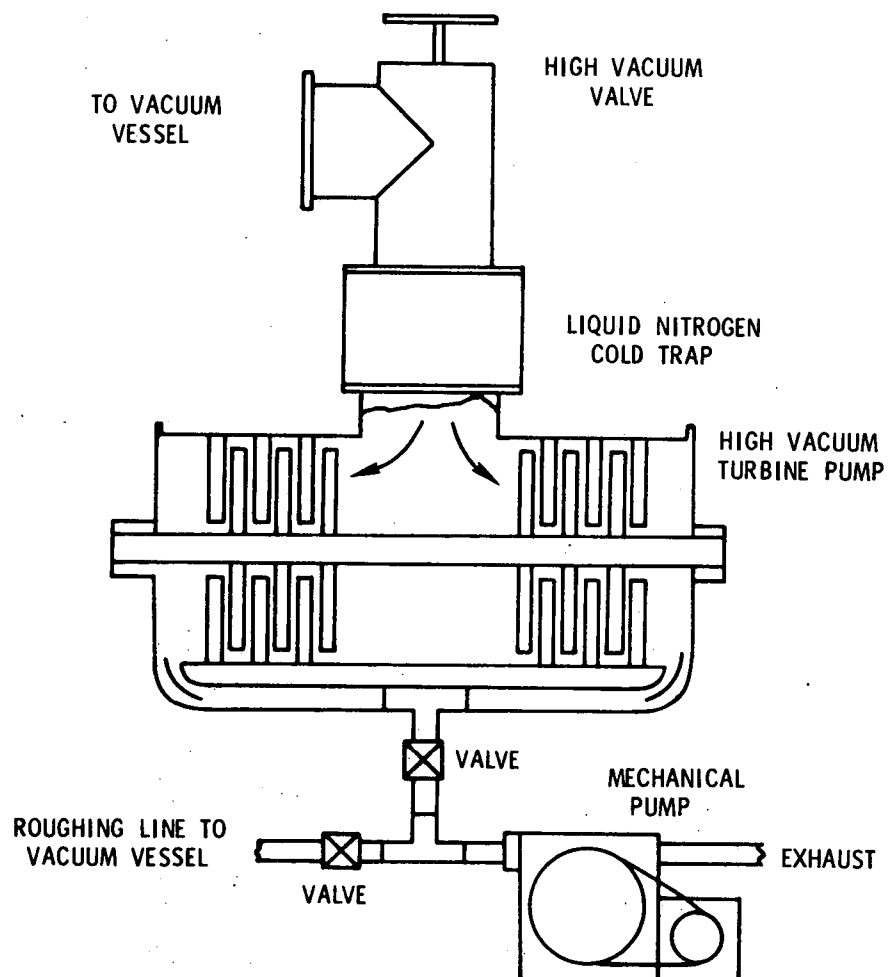 HIGH VACUUM
VALVE
TO VACUUM
VESSEL
LIQUID NITROGEN
COLD TRAP
HIGH VACUUM
TURBINE PUMP
VALVE
MECHANICAL
PUMP
ROUGHING LINE TO
VACUUM VESSEL
EXHAUST
VALVE